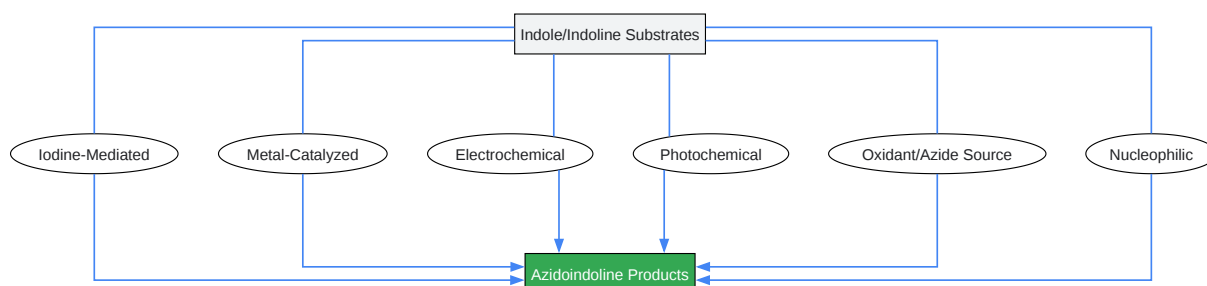 Indole/Indoline Substrates
Iodine-Mediated
Metal-Catalyzed
Electrochemical
Photochemical
Oxidant/Azide Source
Nucleophilic
Azidoindoline Products